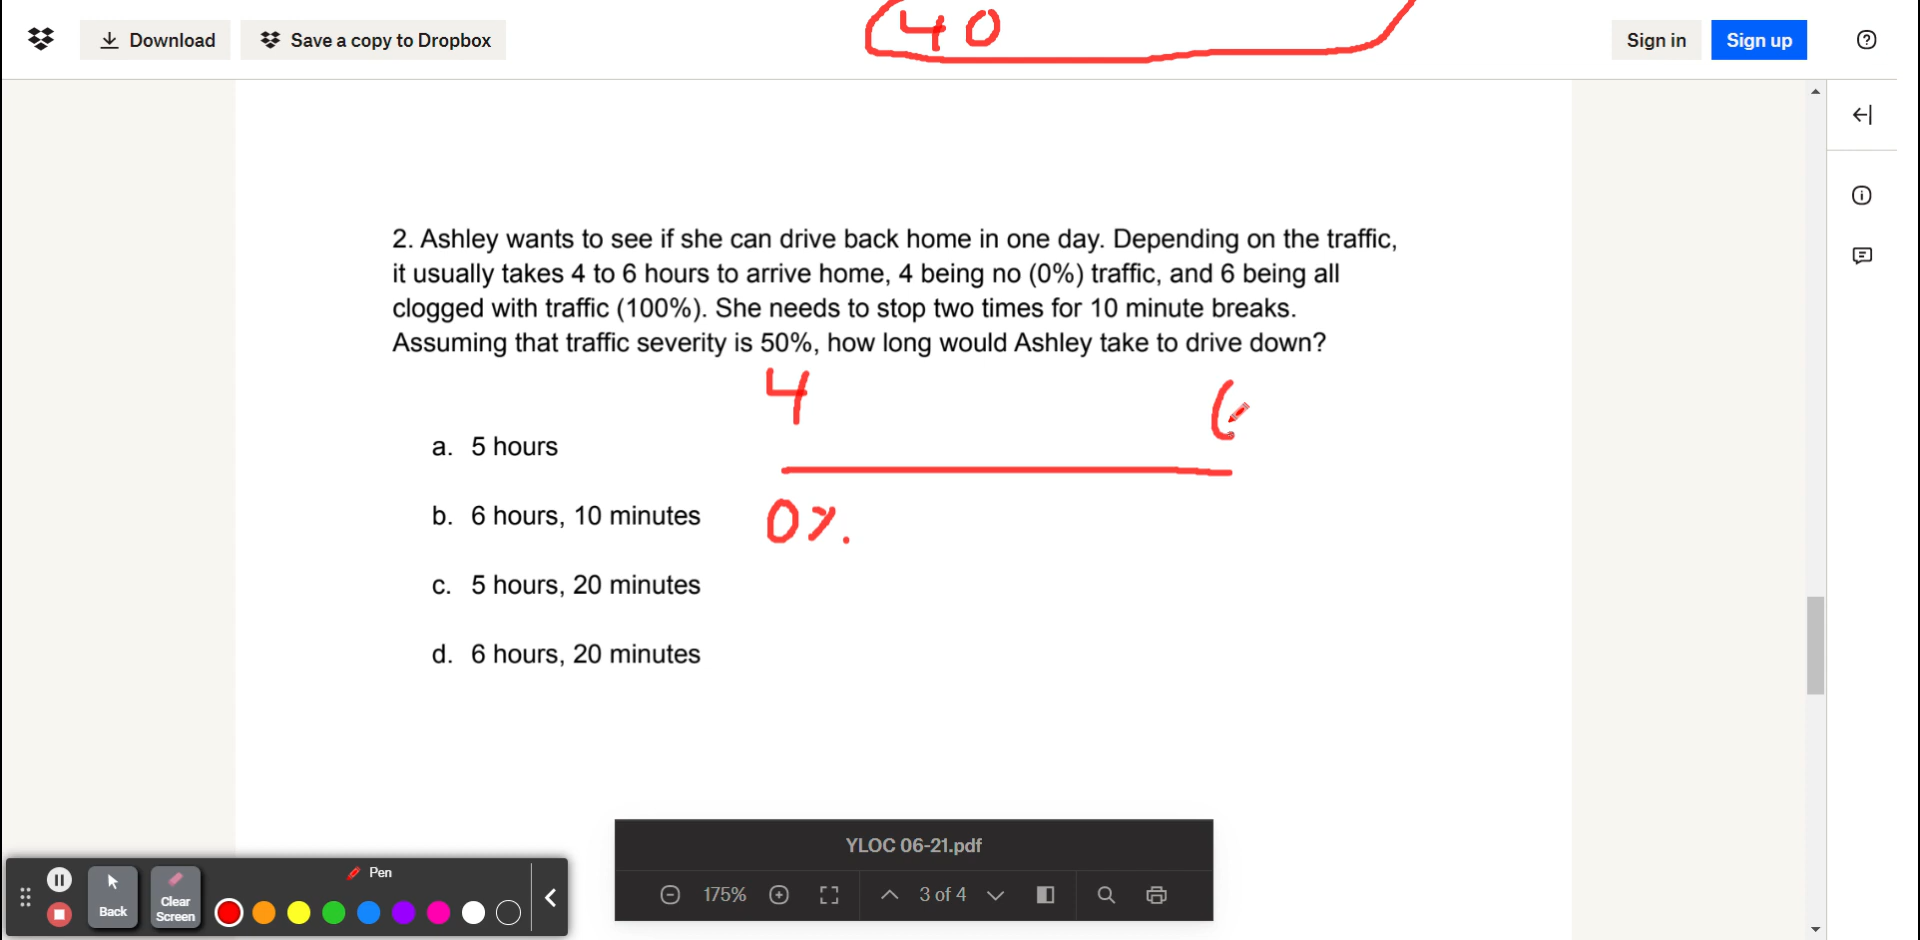 Download
Save a copy to Dropbox
40
Sign in
Sign up
2. Ashley wants to see if she can drive back home in one day. Depending on the traffic,
it usually takes 4 to 6 hours to arrive home, 4 being no (0%) traffic, and 6 being all
clogged with traffic (100%). She needs to stop two times for 10 minute breaks.
Assuming that traffic severity is 50%, how long would Ashley take to drive down?
4
a. 5 hours
0%.
b. 6 hours, 10 minutes
c. 5 hours, 20 minutes
d. 6 hours, 20 minutes
YLOC 06-21.pdf
175%
3 of 4
Pen
Back
Clear
Screen